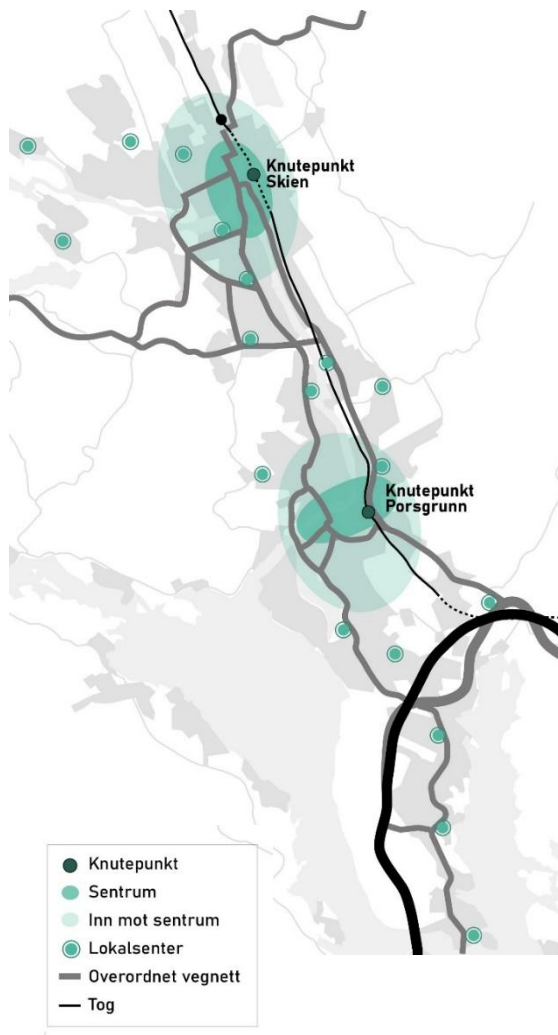 Knutepunkt
Skien
Knutepunkt
Porsgrunn
Knutepunkt
Sentrum
Inn mot sentrum
Lokalsenter
Overordnet vegnett
Tog